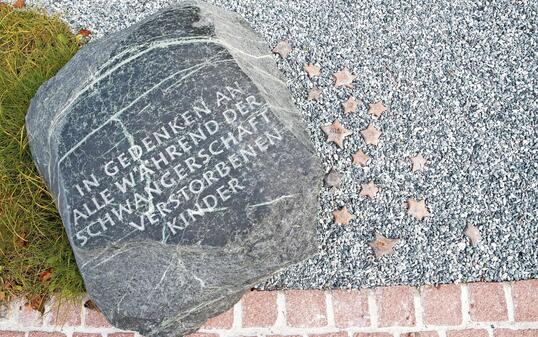 IN GEDENKEN AN
ALLE WÄHREND DER
SCHWANGERSCHAFT
VERSTORBENEN
KINDER